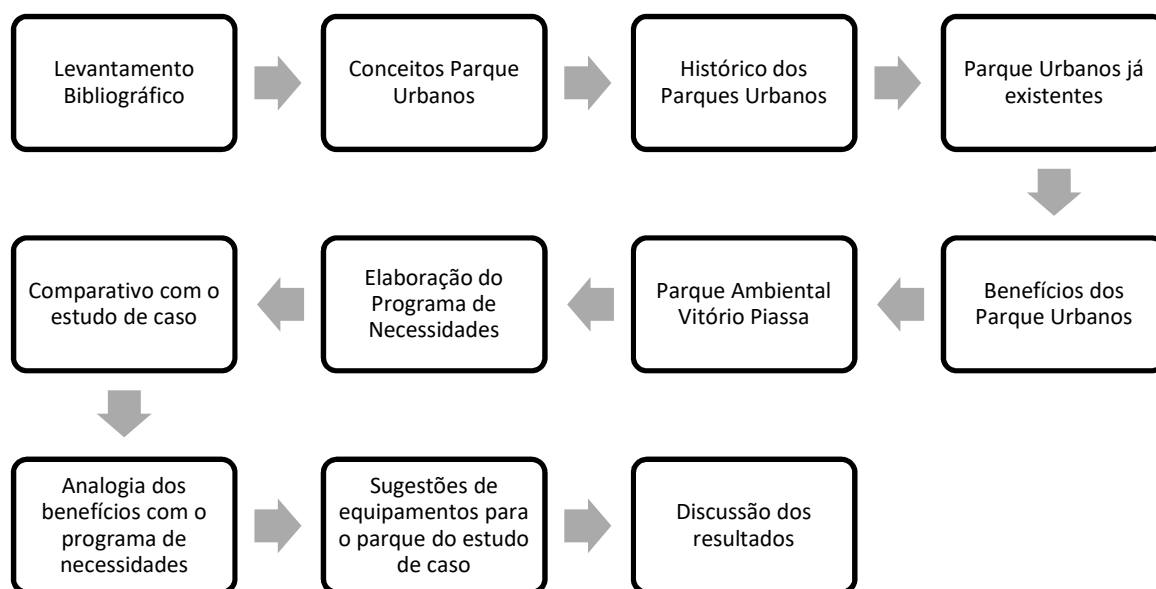 Levantamento
Bibliográfico
Conceitos Parque
Urbanos
Histórico dos
Parques Urbanos
Parque Urbanos já
existentes
Benefícios dos
Parque Urbanos
Parque Ambiental
Vitório Piassa
Elaboração do
Programa de
Necessidades
Comparativo com o
estudo de caso
Analogia dos
benefícios com o
programa de
necessidades
Sugestões de
equipamentos para
o parque do estudo
de caso
Discussão dos
resultados